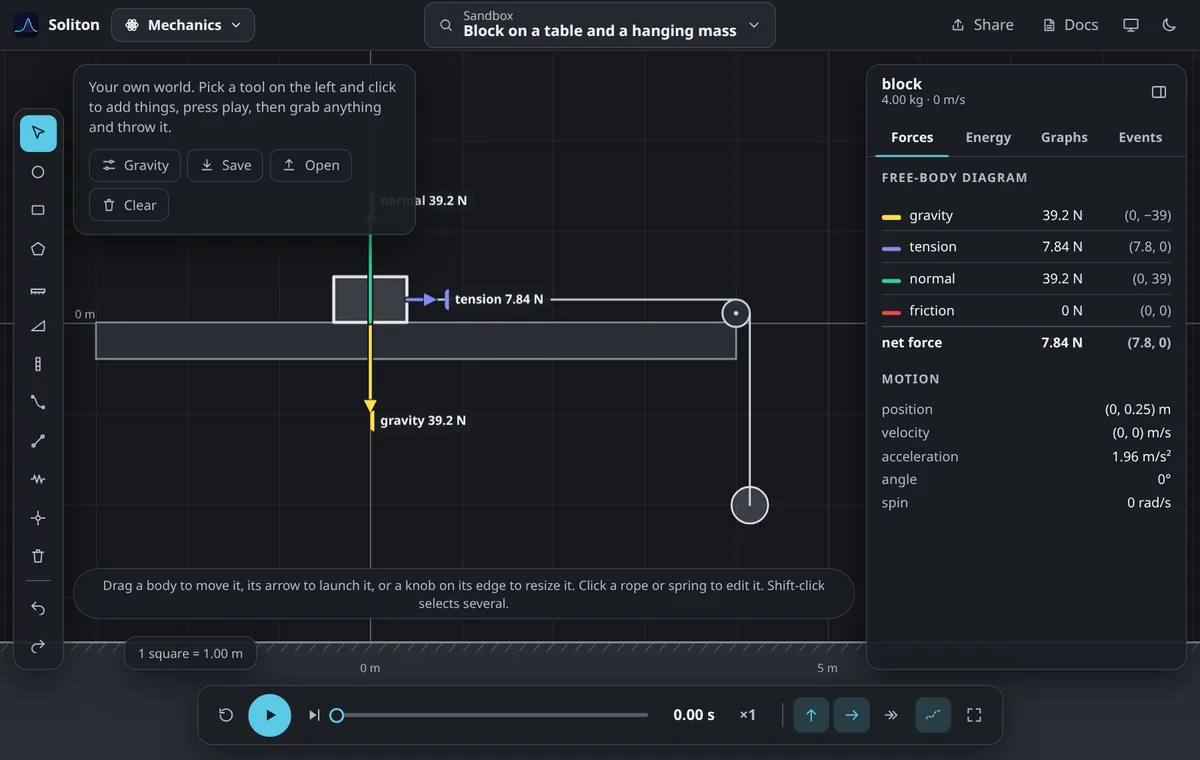 Soliton
Mechanics
Sandbox
Block on a table and a hanging mass
Share
Docs
Your own world. Pick a tool on the left and click
to add things, press play, then grab anything
and throw it.
Gravity
Save
Open
Clear
normal 39.2 N
tension 7.84 N
0 m
gravity 39.2 N
block
4.00 kg · 0 m/s
Forces
Energy
Graphs
Events
FREE-BODY DIAGRAM
gravity 39.2 N (0, −39)
tension 7.84 N (7.8, 0)
normal 39.2 N (0, 39)
friction 0 N (0, 0)
net force 7.84 N (7.8, 0)
MOTION
position (0, 0.25) m
velocity (0, 0) m/s
acceleration 1.96 m/s²
angle 0°
spin 0 rad/s
Drag a body to move it, its arrow to launch it, or a knob on its edge to resize it. Click a rope or spring to edit it. Shift-click
selects several.
1 square = 1.00 m
0 m
5 m
0.00 s
×1